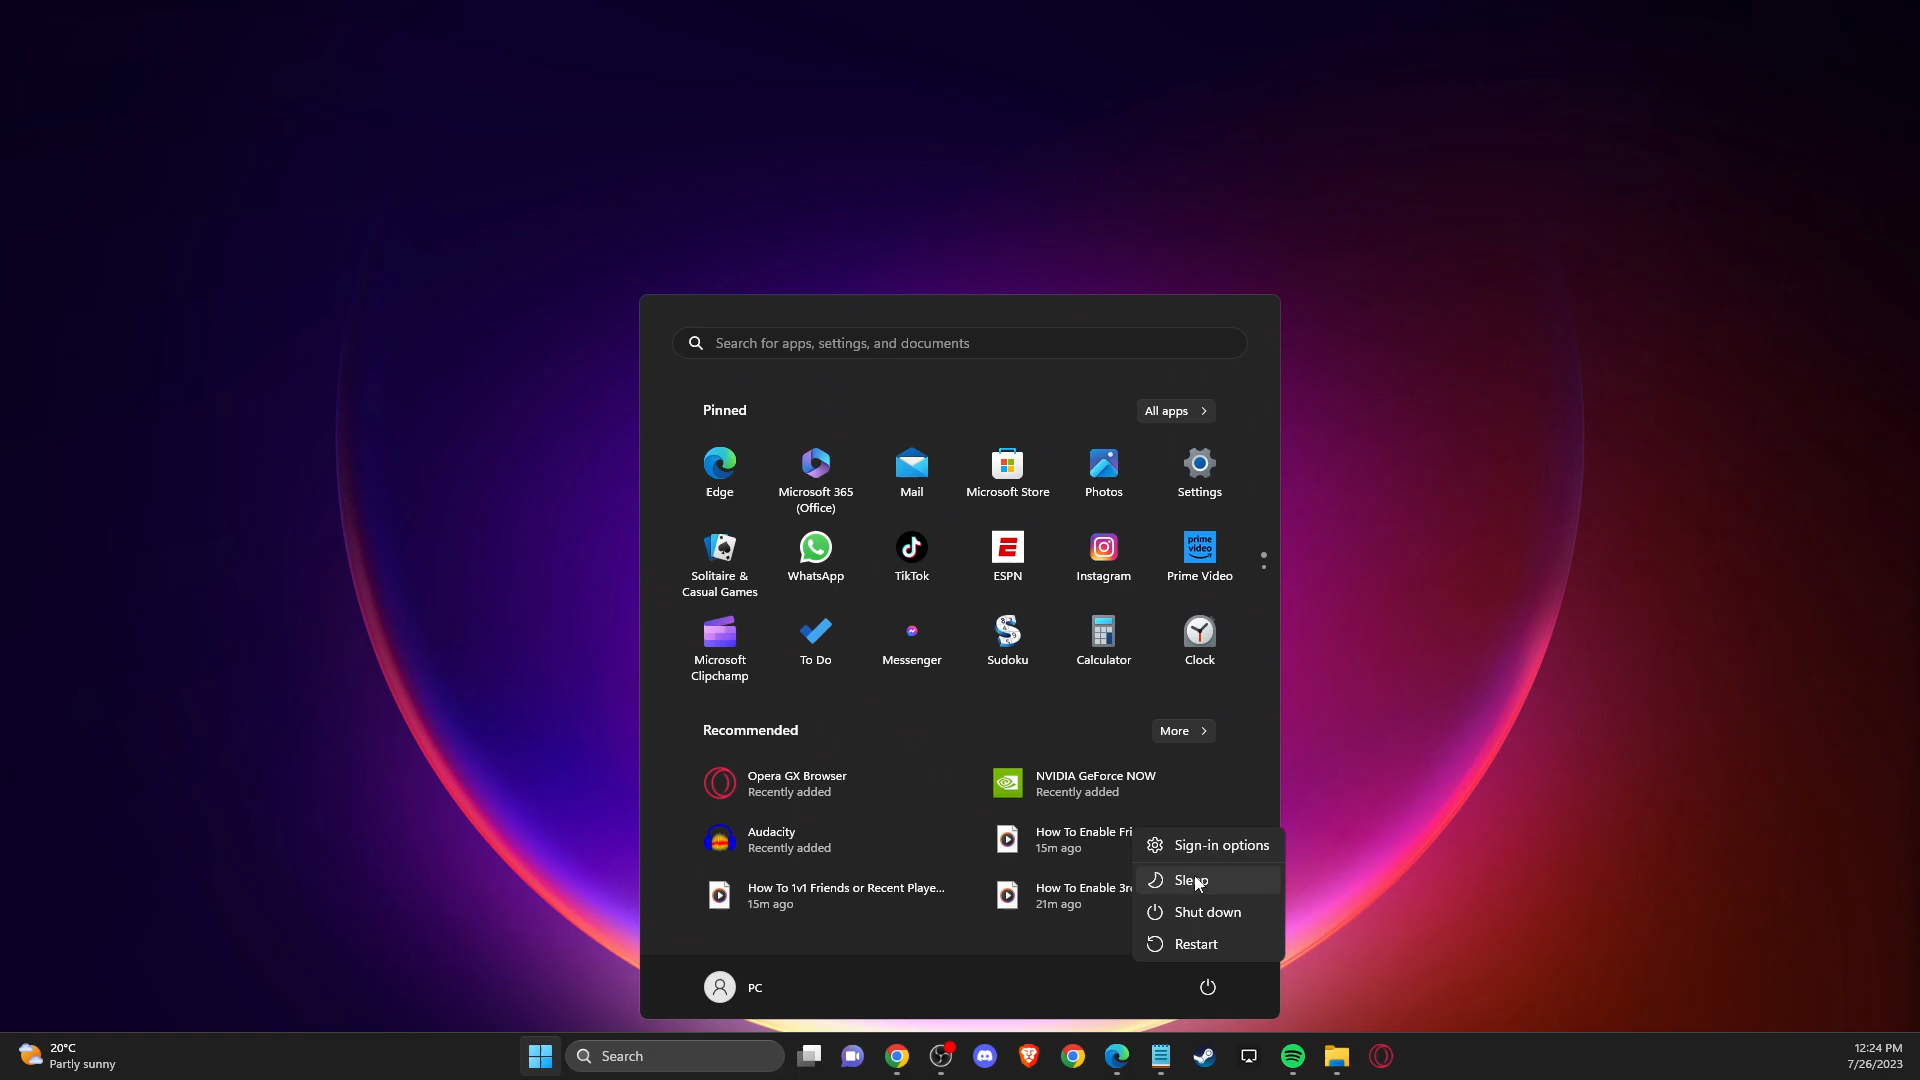 Search for apps, settings, and documents
Pinned
All apps
Edge
Microsoft 365
(Office)
Mail
Microsoft Store
Photos
Settings
Solitaire &
Casual Games
WhatsApp
TikTok
ESPN
Instagram
prime
video
Prime Video
Microsoft
Clipchamp
To Do
Messenger
Sudoku
Calculator
Clock
Recommended
More
Opera GX Browser
Recently added
NVIDIA GeForce NOW
Recently added
Audacity
Recently added
How To Enable Fri
15m ago
How To 1v1 Friends or Recent Playe...
15m ago
How To Enable 3r
21m ago
Sign-in options
Sleep
Shut down
Restart
PC
20°C
Partly sunny
Search
12:24 PM
7/26/2023